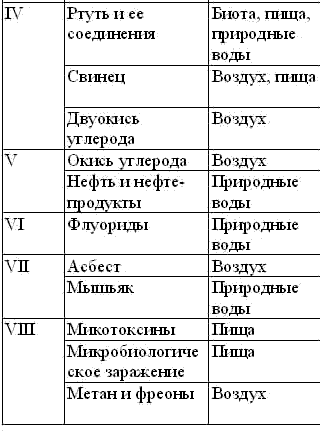 IV Ртуть и ее Биота, пища,
соединения природные
воды
Свинец Воздух, пища
Двуокись Воздух
углерода
V Окись углерода Воздух
Нефть и нефте- Природные
продукты воды
VI Флуориды Природные
воды
VII Асбест Воздух
Мышьяк Природные
воды
VIII Микотоксины Пища
Микробиологиче Пища
ское заражение
Метан и фреоны Воздух